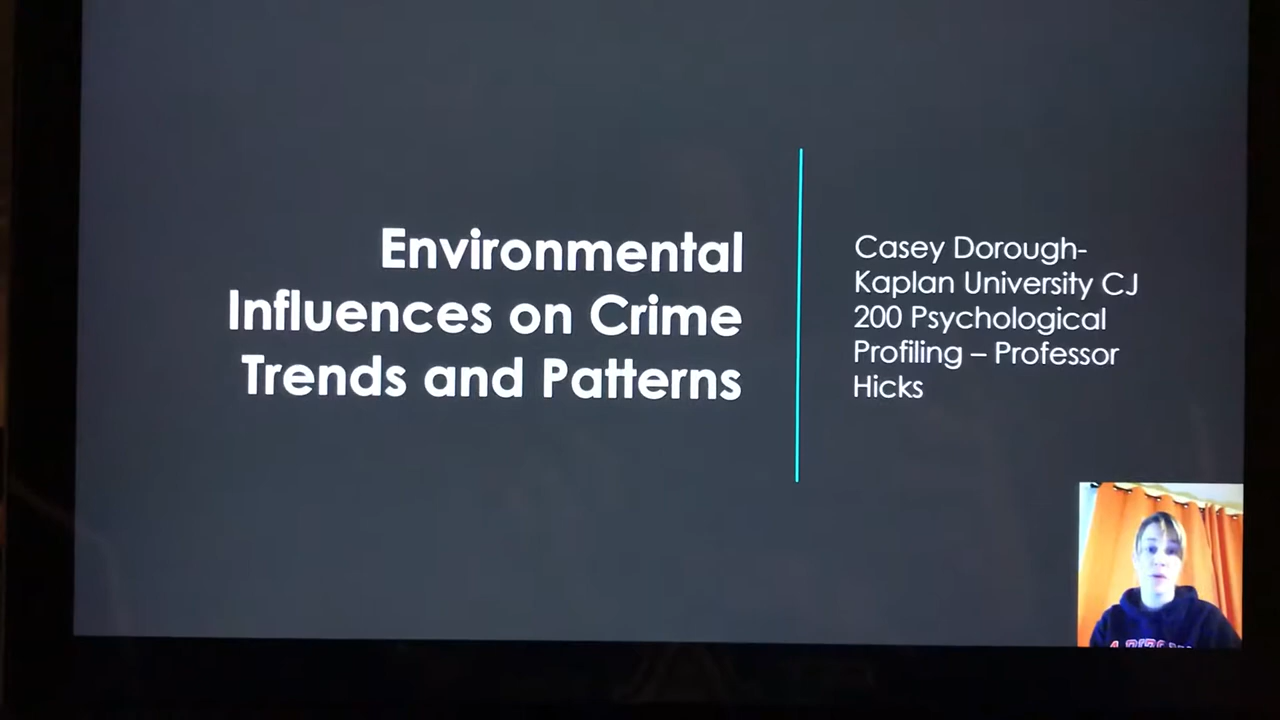 Environmental
Influences on Crime
Trends and Patterns
Casey Dorough-
Kaplan University CJ
200 Psychological
Profiling – Professor
Hicks